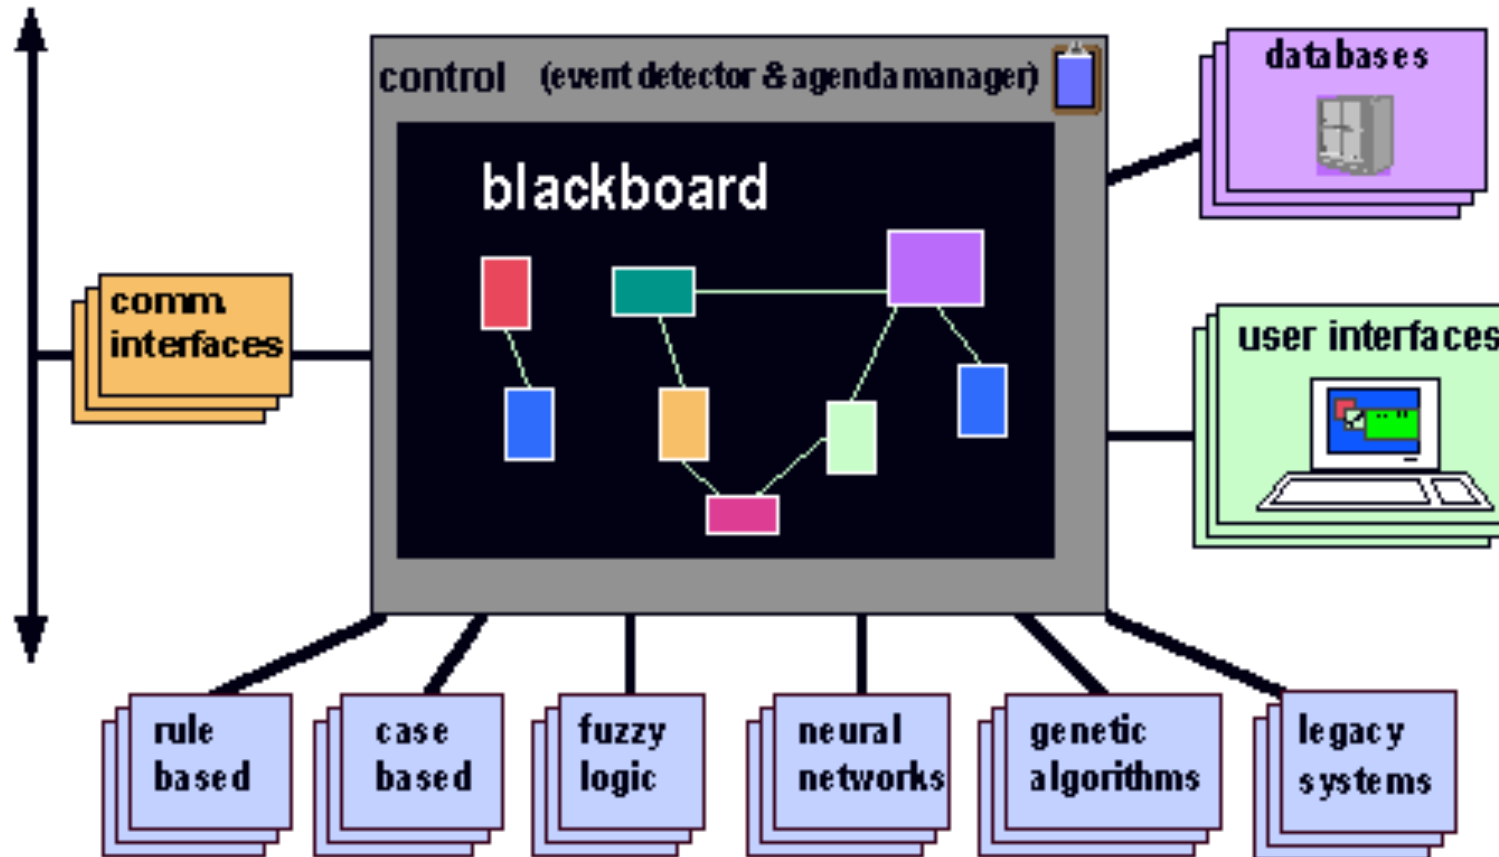 control (event detector & agenda manager)
databases
blackboard
comm.
interfaces
user interfaces
rule
based
case
based
fuzzy
logic
neural
networks
genetic
algorithms
legacy
systems